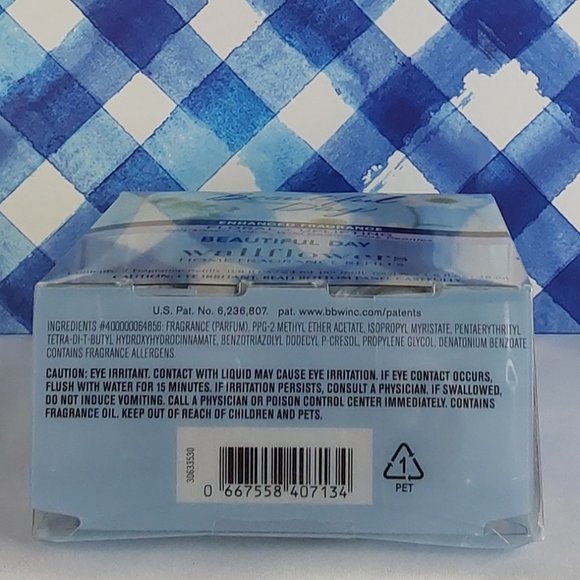 Beautiful
Day
ENHANCED FRAGRANCE
BEAUTIFUL DAY
wallflowers
HOME FRAGRANCE REFILLS
U.S. Pat. No. 6,236,807. pat. www.bbwinc.com/patents
INGREDIENTS #400000064856: FRAGRANCE (PARFUM), PPG-2 METHYL ETHER ACETATE, ISOPROPYL MYRISTATE, PENTAERYTHRITYL
TETRA-DI-T-BUTYL HYDROXYHYDROCINNAMATE, BENZOTRIAZOLYL DODECYL P-CRESOL, PROPYLENE GLYCOL, DENATONIUM BENZOATE.
CONTAINS FRAGRANCE ALLERGENS.
CAUTION: EYE IRRITANT. CONTACT WITH LIQUID MAY CAUSE EYE IRRITATION. IF EYE CONTACT OCCURS,
FLUSH WITH WATER FOR 15 MINUTES. IF IRRITATION PERSISTS, CONSULT A PHYSICIAN. IF SWALLOWED,
DO NOT INDUCE VOMITING. CALL A PHYSICIAN OR POISON CONTROL CENTER IMMEDIATELY. CONTAINS
FRAGRANCE OIL. KEEP OUT OF REACH OF CHILDREN AND PETS.
30633530
0 667558 407134
1
PET